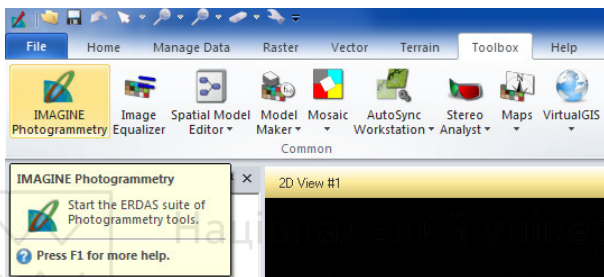 File Home Manage Data Raster Vector Terrain Toolbox Help
IMAGINE Photogrammetry
Image Equalizer
Spatial Model Editor
Model Maker
Mosaic
AutoSync Workstation
Stereo Analyst
Maps
VirtualGIS
Common
IMAGINE Photogrammetry
2D View #1
Start the ERDAS suite of
Photogrammetry tools.
Press F1 for more help.